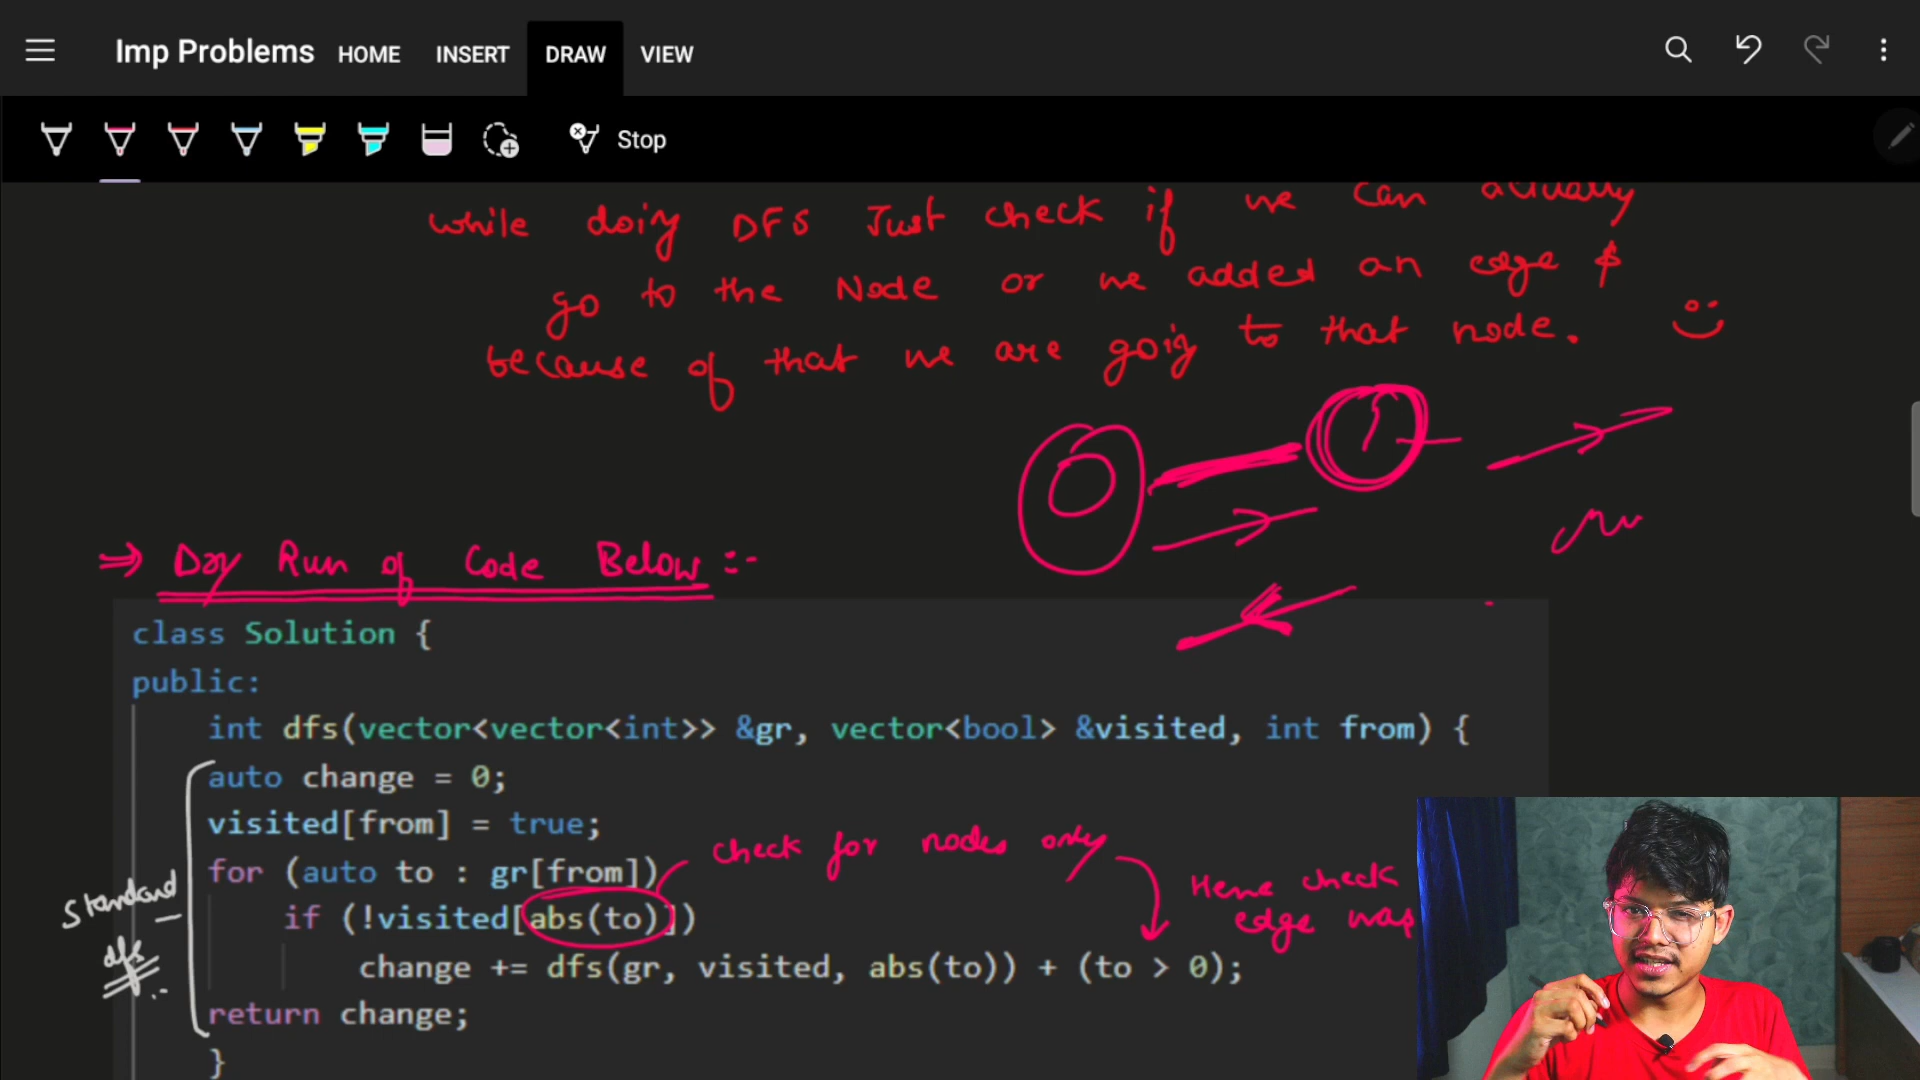 Imp Problems HOME INSERT DRAW VIEW
Stop
while doing DFS Just check if we can actually
go to the Node or we added an edge &
because of that we are going to that node.
0 1
⇒ Dry Run of Code Below :-
class Solution {
public:
int dfs(vector<vector<int>> &gr, vector<bool> &visited, int from) {
auto change = 0;
visited[from] = true;
for (auto to : gr[from])
check for nodes only
if (!visited[abs(to)])
Here check
edge was
Standard
dfs
change += dfs(gr, visited, abs(to)) + (to > 0);
return change;
}